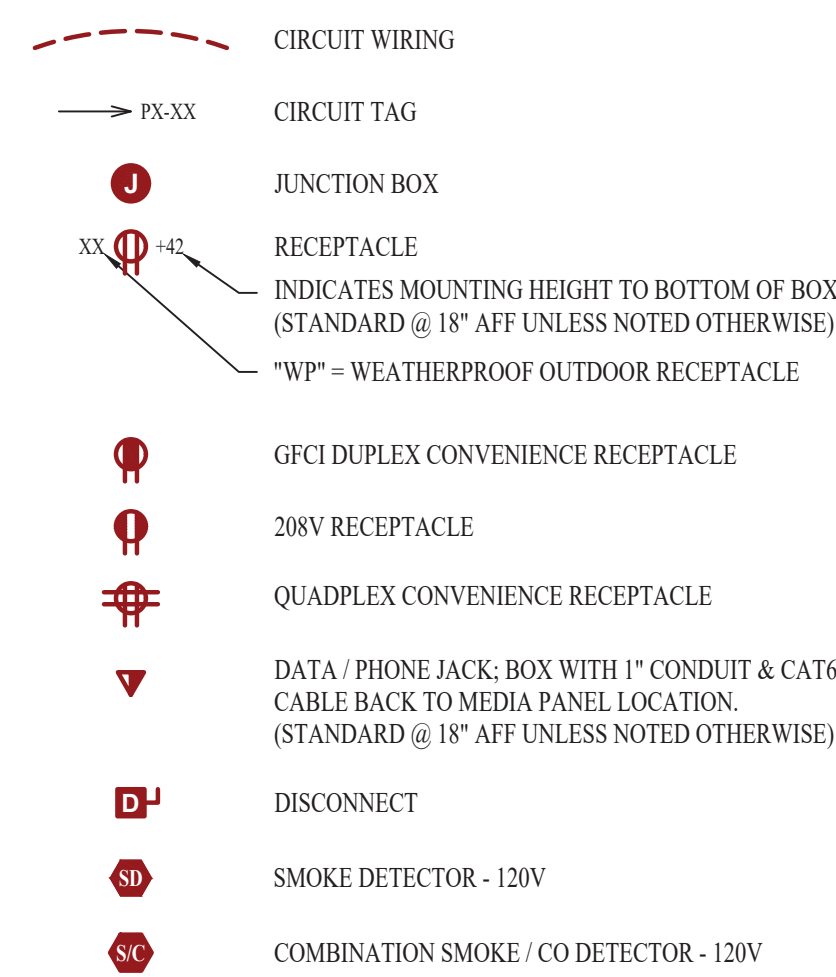 CIRCUIT WIRING
PX-XX CIRCUIT TAG
J JUNCTION BOX
XX +42 RECEPTACLE
INDICATES MOUNTING HEIGHT TO BOTTOM OF BOX
(STANDARD @ 18" AFF UNLESS NOTED OTHERWISE)
"WP" = WEATHERPROOF OUTDOOR RECEPTACLE
GFCI DUPLEX CONVENIENCE RECEPTACLE
208V RECEPTACLE
QUADPLEX CONVENIENCE RECEPTACLE
DATA / PHONE JACK; BOX WITH 1" CONDUIT & CAT6
CABLE BACK TO MEDIA PANEL LOCATION.
(STANDARD @ 18" AFF UNLESS NOTED OTHERWISE)
D DISCONNECT
SD SMOKE DETECTOR - 120V
S/C COMBINATION SMOKE / CO DETECTOR - 120V